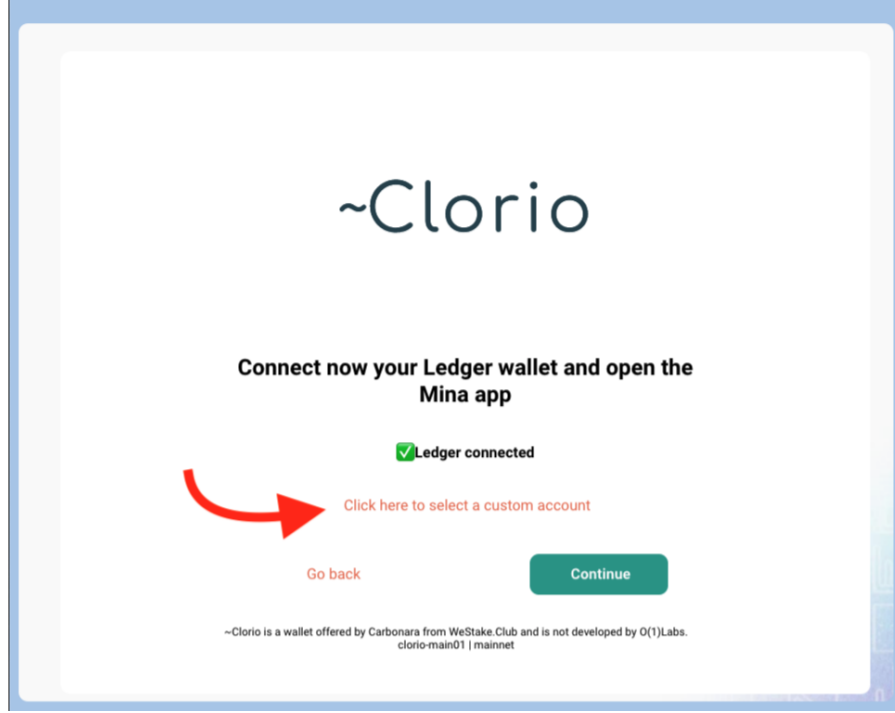 ~Clorio
Connect now your Ledger wallet and open the
Mina app
✅Ledger connected
Click here to select a custom account
Go back
Continue
~Clorio is a wallet offered by Carbonara from WeStake.Club and is not developed by O(1)Labs.
clorio-main01 | mainnet